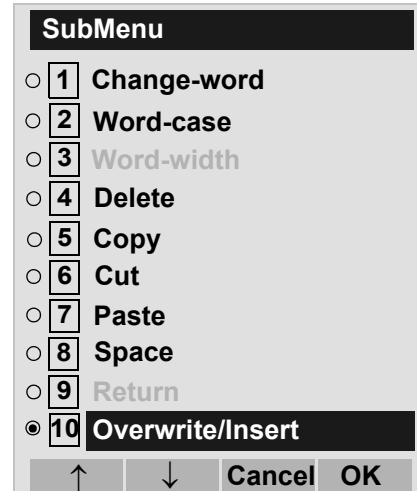 SubMenu
1 Change-word
2 Word-case
3 Word-width
4 Delete
5 Copy
6 Cut
7 Paste
8 Space
9 Return
10 Overwrite/Insert
↑ ↓ Cancel OK